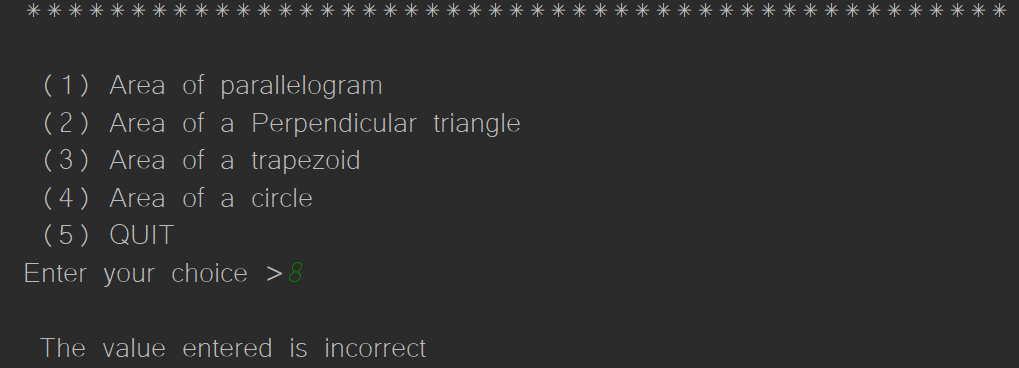 ***********************************************
(1) Area of parallelogram
(2) Area of a Perpendicular triangle
(3) Area of a trapezoid
(4) Area of a circle
(5) QUIT
Enter your choice >8
The value entered is incorrect